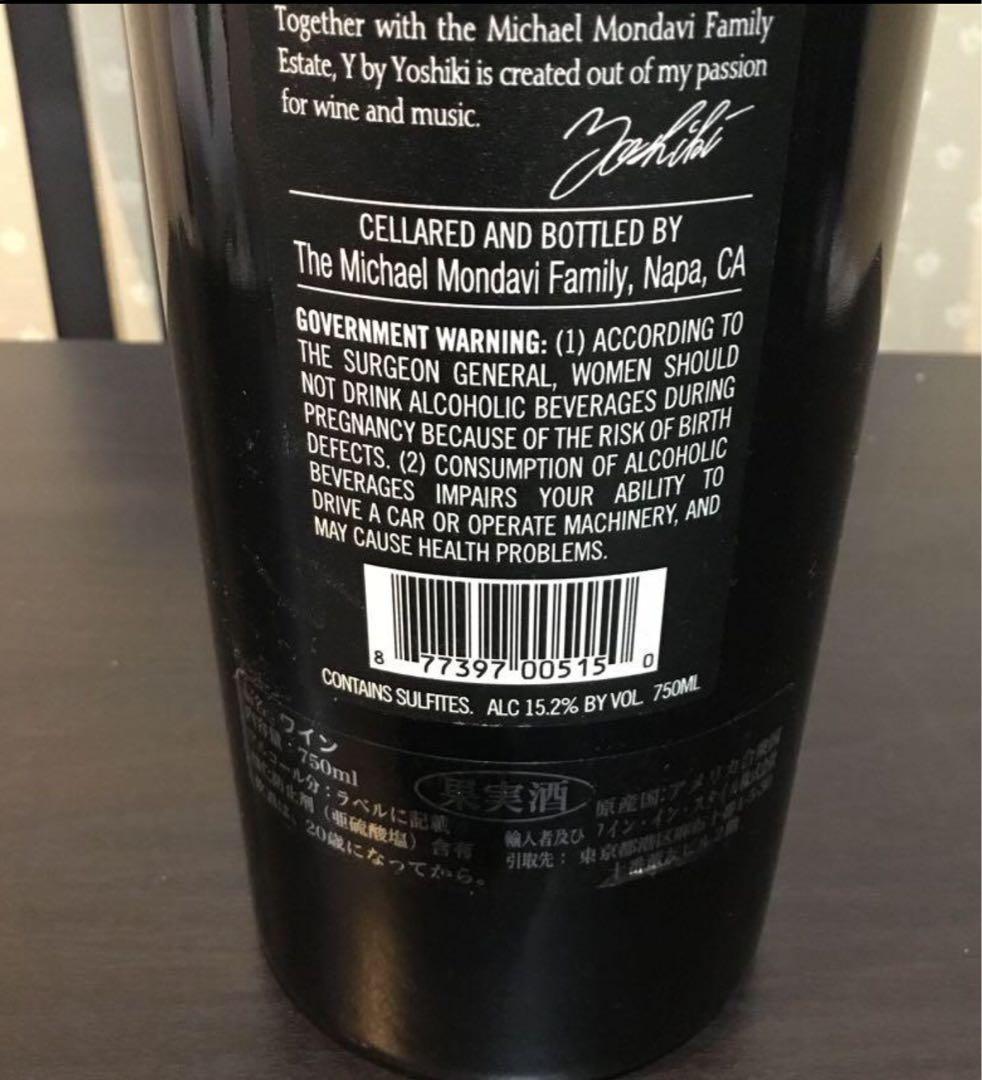 Together with the Michael Mondavi Family
Estate, Y by Yoshiki is created out of my passion
for wine and music.
Yoshiki
CELLARED AND BOTTLED BY
The Michael Mondavi Family, Napa, CA
GOVERNMENT WARNING: (1) ACCORDING TO
THE SURGEON GENERAL, WOMEN SHOULD
NOT DRINK ALCOHOLIC BEVERAGES DURING
PREGNANCY BECAUSE OF THE RISK OF BIRTH
DEFECTS. (2) CONSUMPTION OF ALCOHOLIC
BEVERAGES IMPAIRS YOUR ABILITY TO
DRIVE A CAR OR OPERATE MACHINERY, AND
MAY CAUSE HEALTH PROBLEMS.
8 77397 00515 0
CONTAINS SULFITES. ALC 15.2% BY VOL. 750ML
ワイン
750ml
ラベルに記載
(亜硫酸塩) 含有
20歳になってから。
果実酒
原産国:アメリカ合衆国
輸入者及び
引取先: 東京都港区